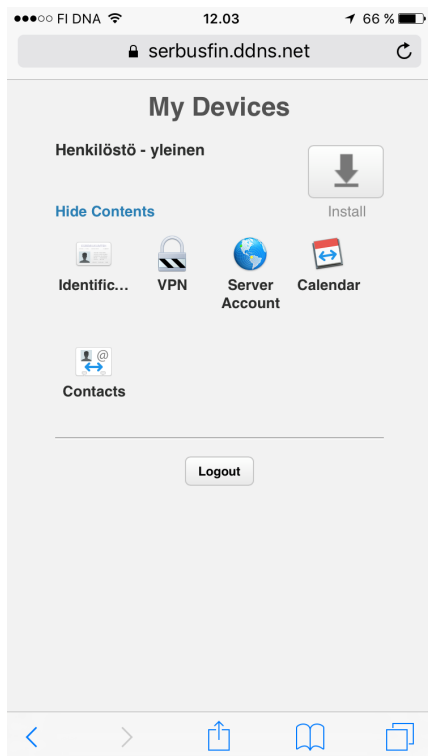 FI DNA 12.03 66 %
serbusfin.ddns.net
My Devices
Henkilöstö - yleinen
Hide Contents Install
Identific... VPN Server Calendar
Account
@
Contacts
Logout